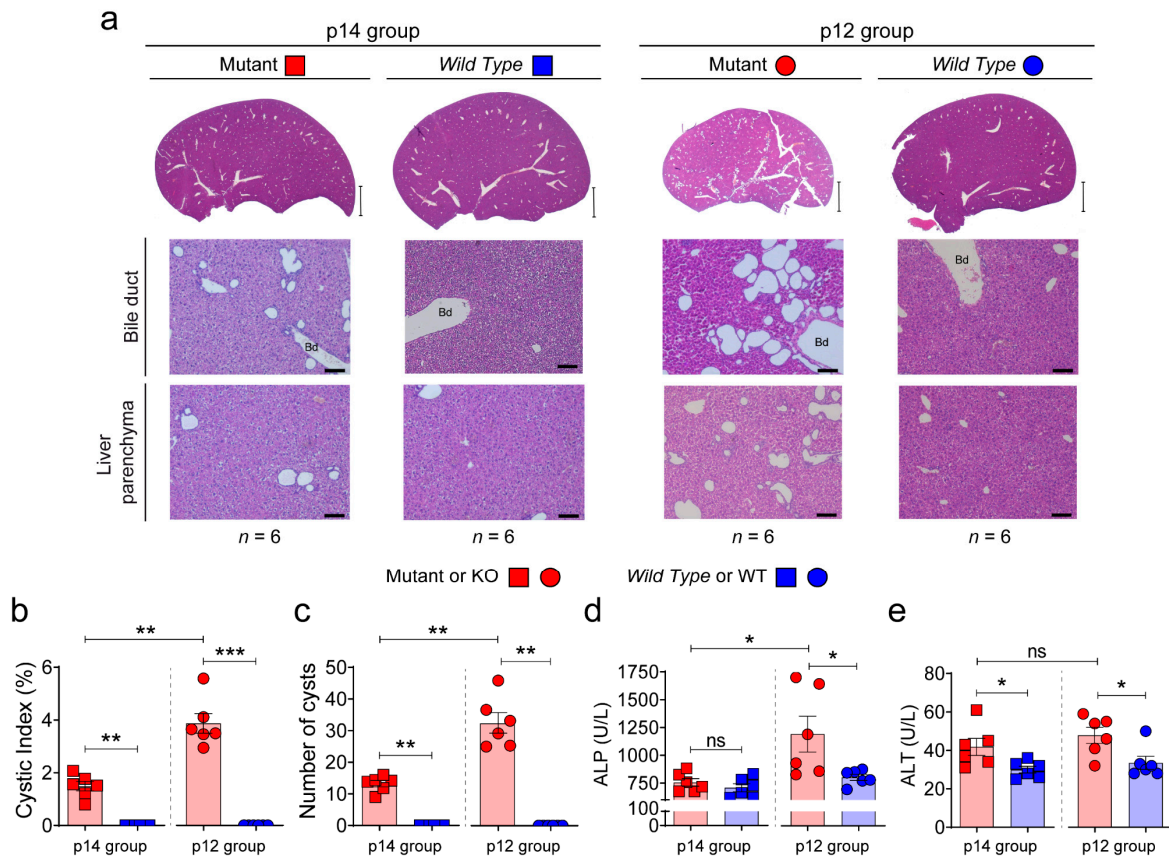 a
p14 group
p12 group
Mutant
Wild Type
Mutant
Wild Type
Bile duct
Bd
Bd
Bd
Bd
Liver
parenchyma
n = 6
n = 6
n = 6
n = 6
Mutant or KO
Wild Type or WT
b
Cystic Index (%)
6
4
2
0
**
**
***
p14 group
p12 group
c
Number of cysts
50
40
30
20
10
0
**
**
**
p14 group
p12 group
d
ALP (U/L)
1750
1500
1250
1000
750
100
0
*
ns
*
p14 group
p12 group
e
ALT (U/L)
80
60
40
20
0
ns
*
*
p14 group
p12 group